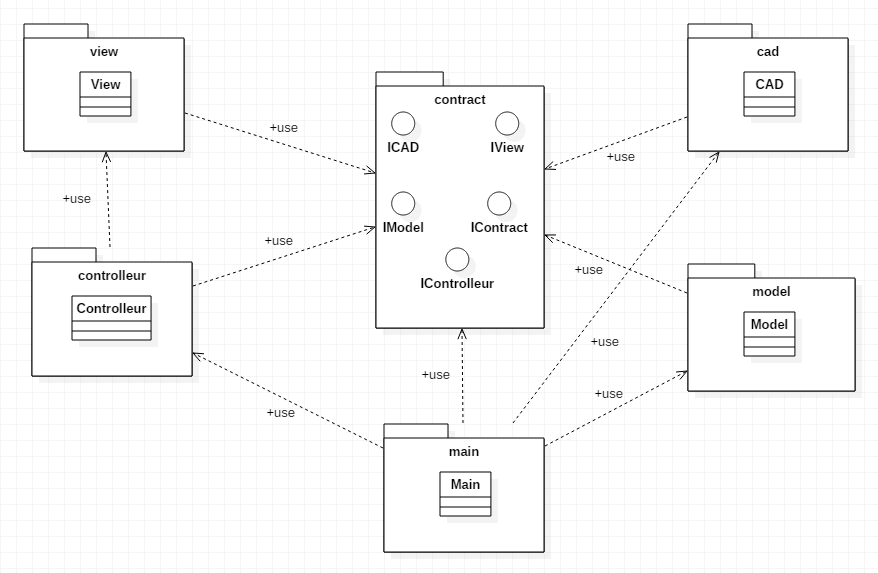 view
View
+use
+use
controlleur
Controlleur
+use
+use
contract
ICAD
IView
IModel
IContract
IControlleur
+use
main
Main
cad
CAD
+use
+use
+use
+use
model
Model